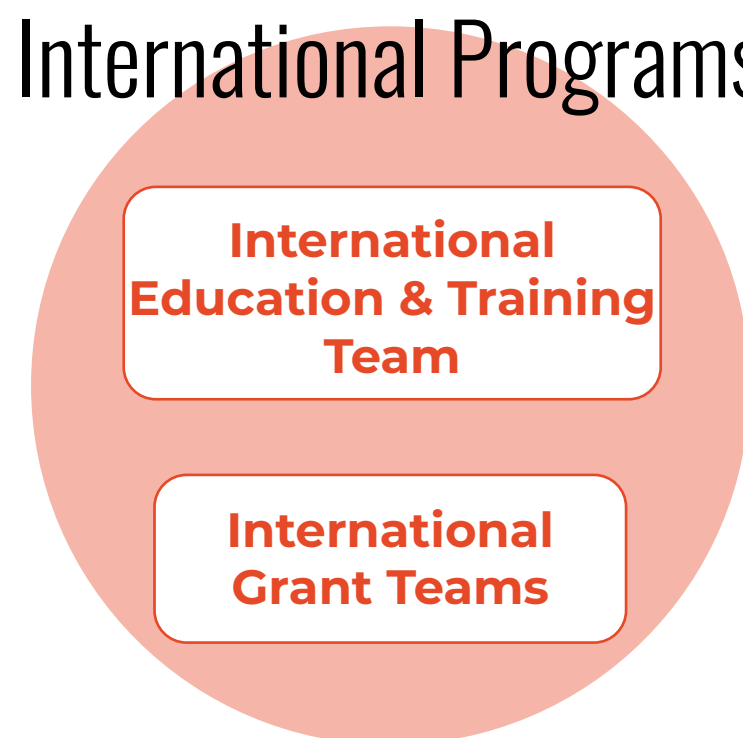 International Programs
International
Education & Training
Team
International
Grant Teams